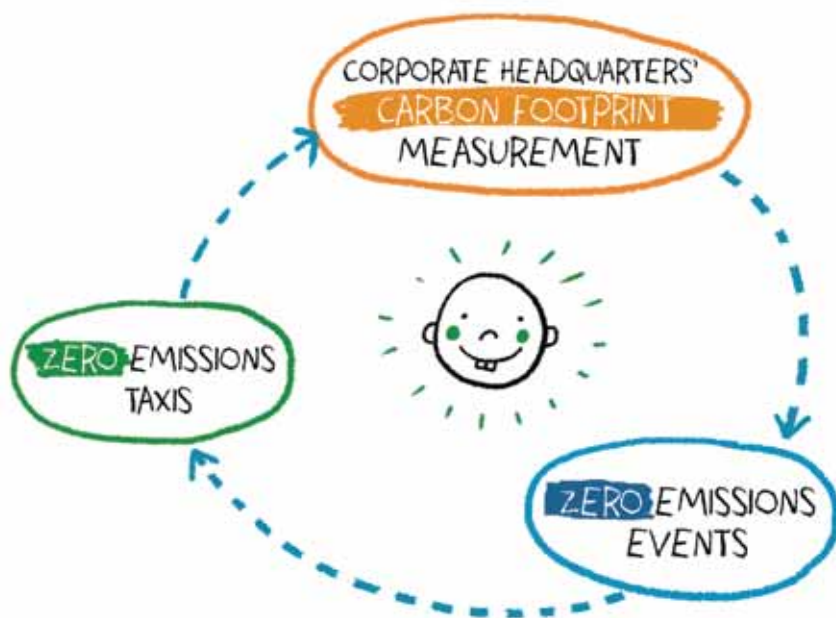 CORPORATE HEADQUARTERS'
CARBON FOOTPRINT
MEASUREMENT
ZERO EMISSIONS
TAXIS
ZERO EMISSIONS
EVENTS